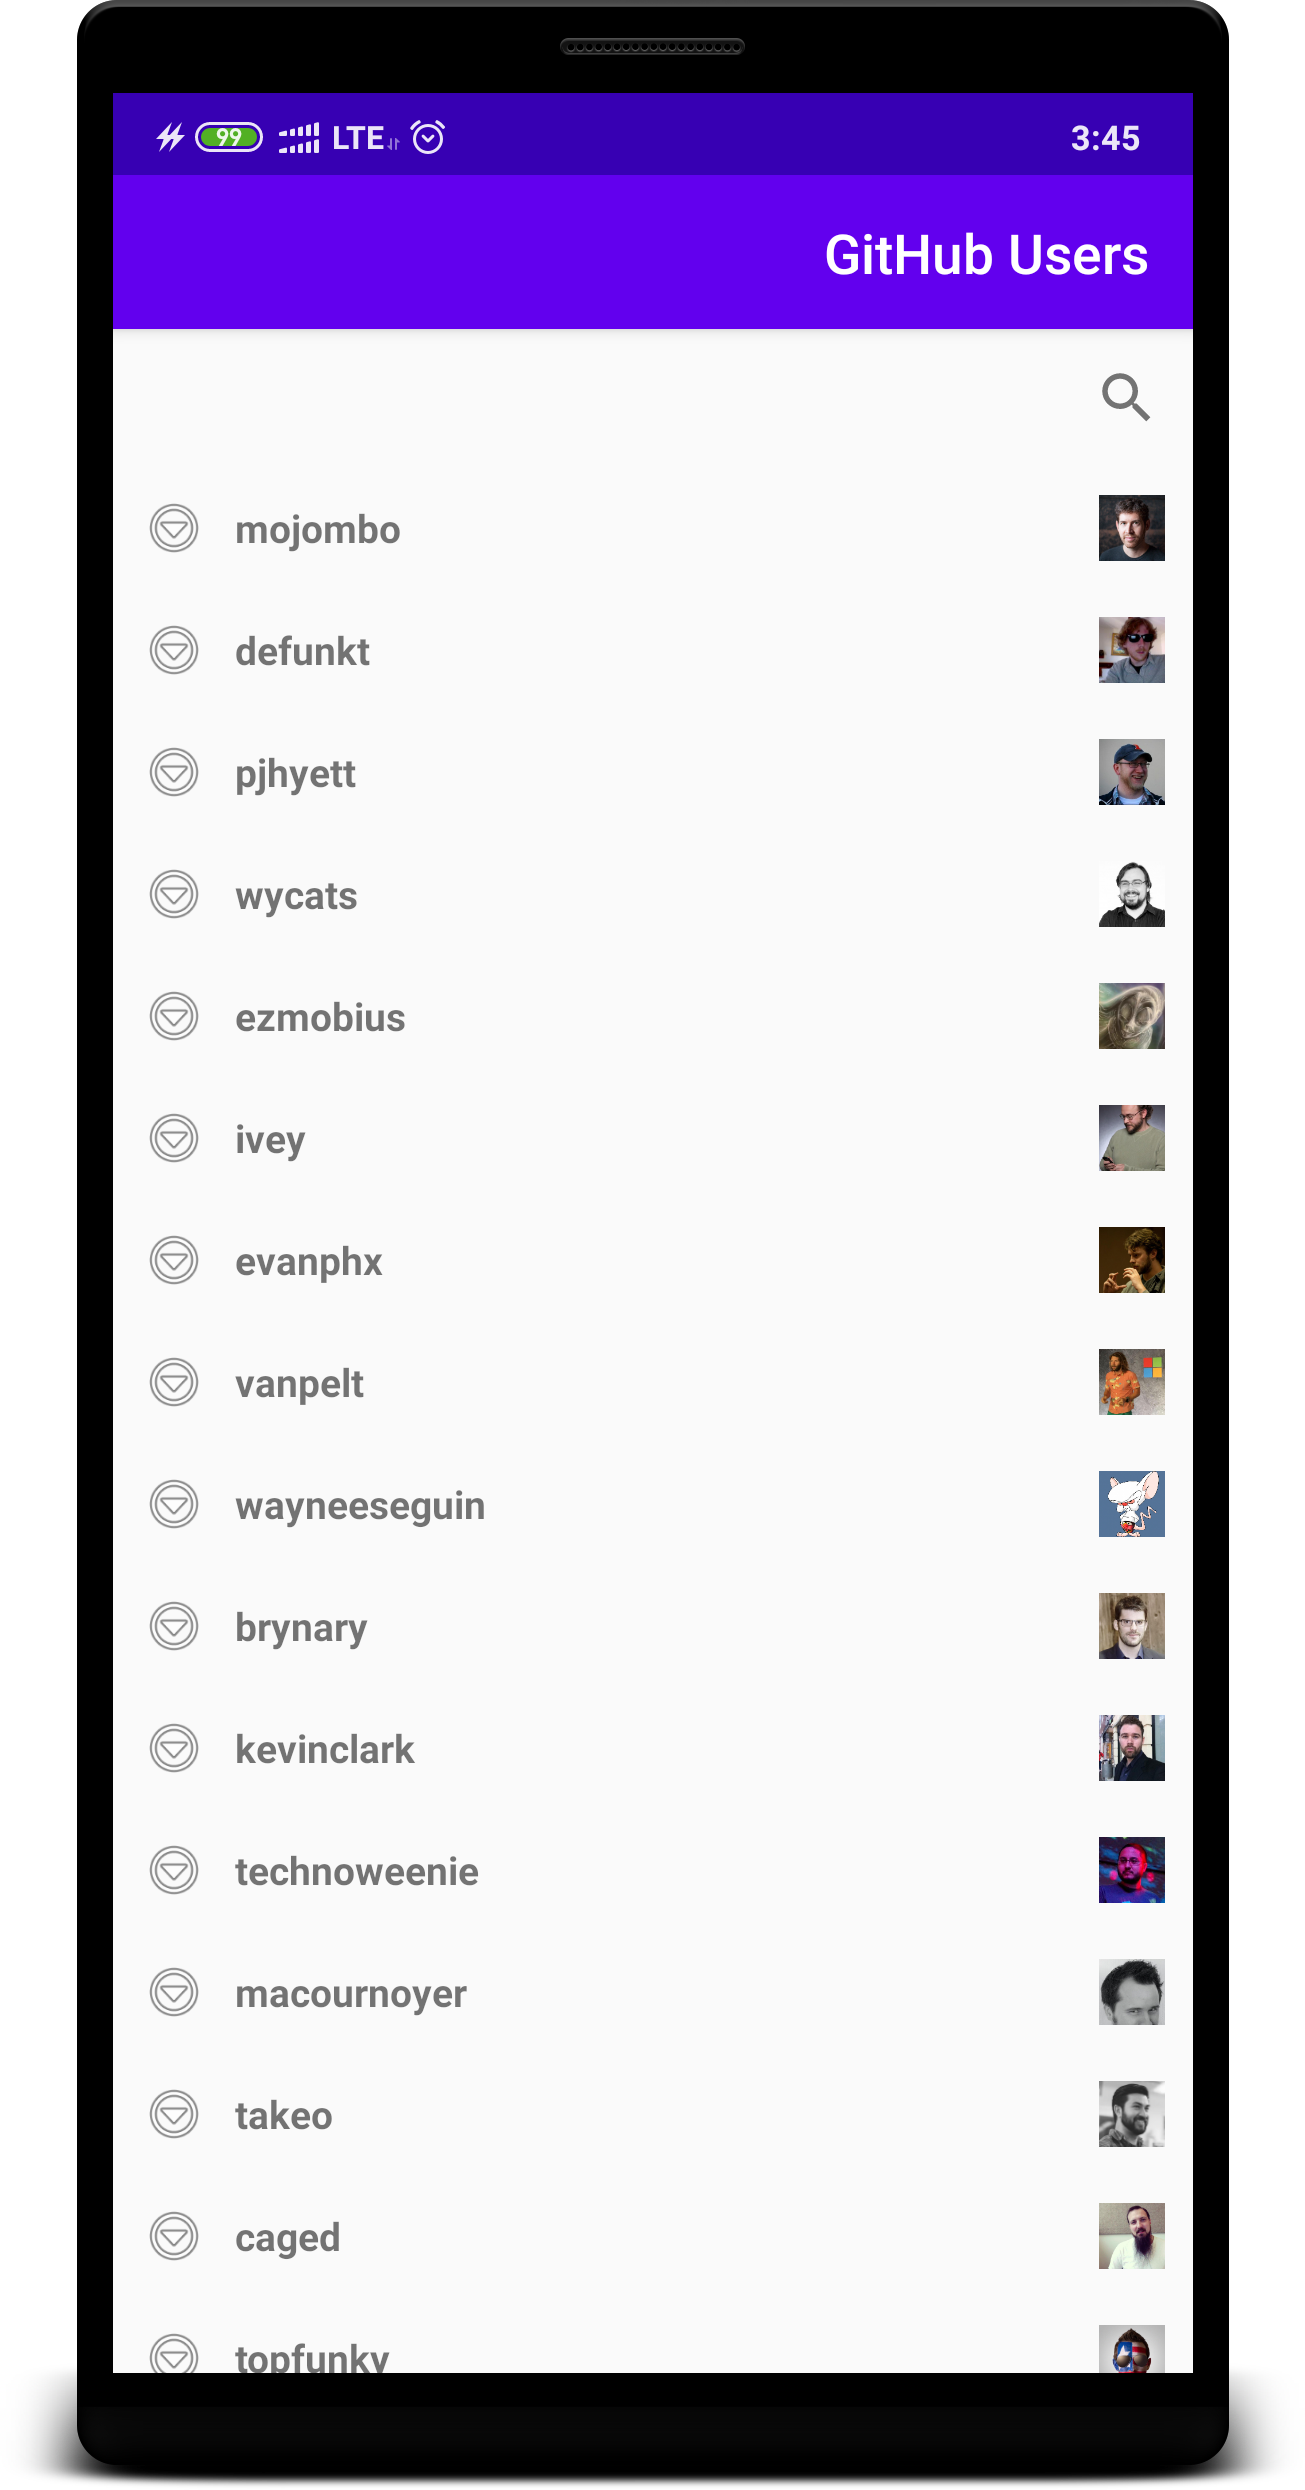 99 LTE 3:45
GitHub Users
mojombo
defunkt
pjhyett
wycats
ezmobius
ivey
evanphx
vanpelt
wayneeseguin
brynary
kevinclark
technoweenie
macournoyer
takeo
caged
topfunky